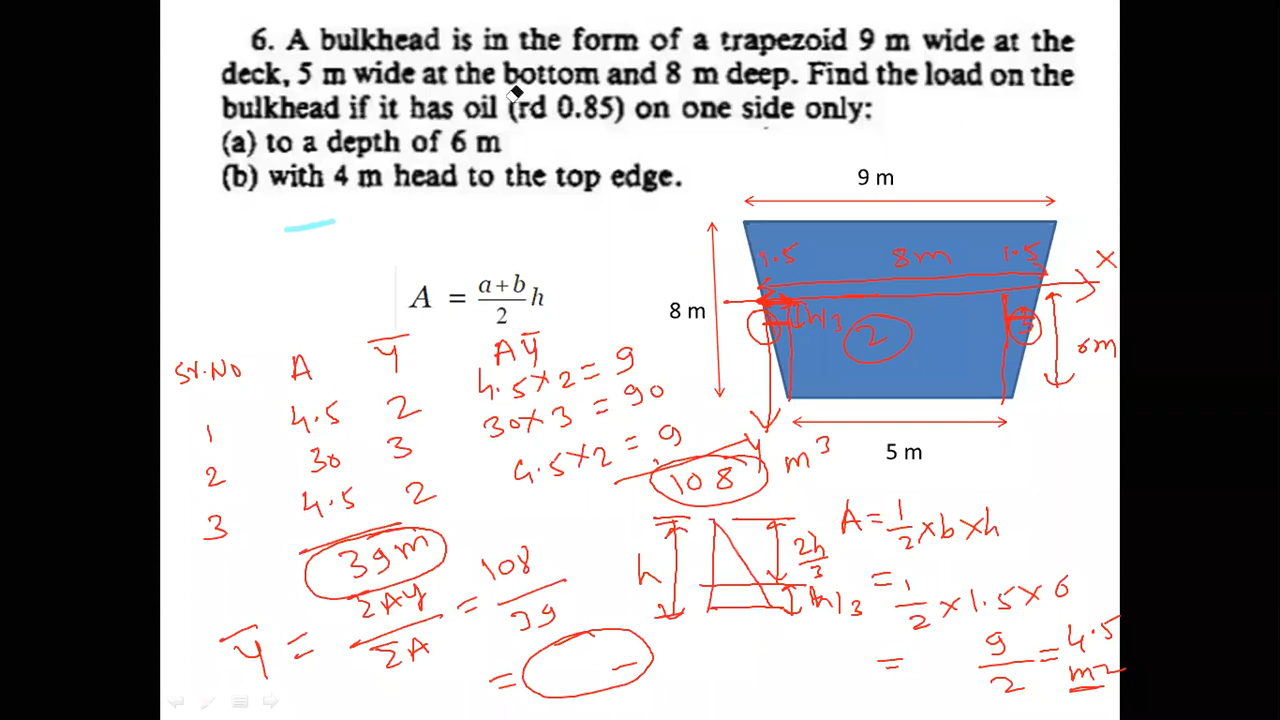 6. A bulkhead is in the form of a trapezoid 9 m wide at the
deck, 5 m wide at the bottom and 8 m deep. Find the load on the
bulkhead if it has oil (rd 0.85) on one side only:
(a) to a depth of 6 m
(b) with 4 m head to the top edge.
9 m
8 m
5 m
1.5 8m 1.5 X
h/3
1 2 3
6m
y
A = a+b/2 h
Sr.No A Y̅ AY̅
1 4.5 2 4.5×2 = 9
2 30 3 30×3 = 90
3 4.5 2 4.5×2 = 9
39m 108 m³
Y̅ = ΣAY/ΣA = 108/39
= –
h 2h/3 h/3
A = 1/2 × b × h
= 1/2 × 1.5 × 6
= 9/2 = 4.5 m2